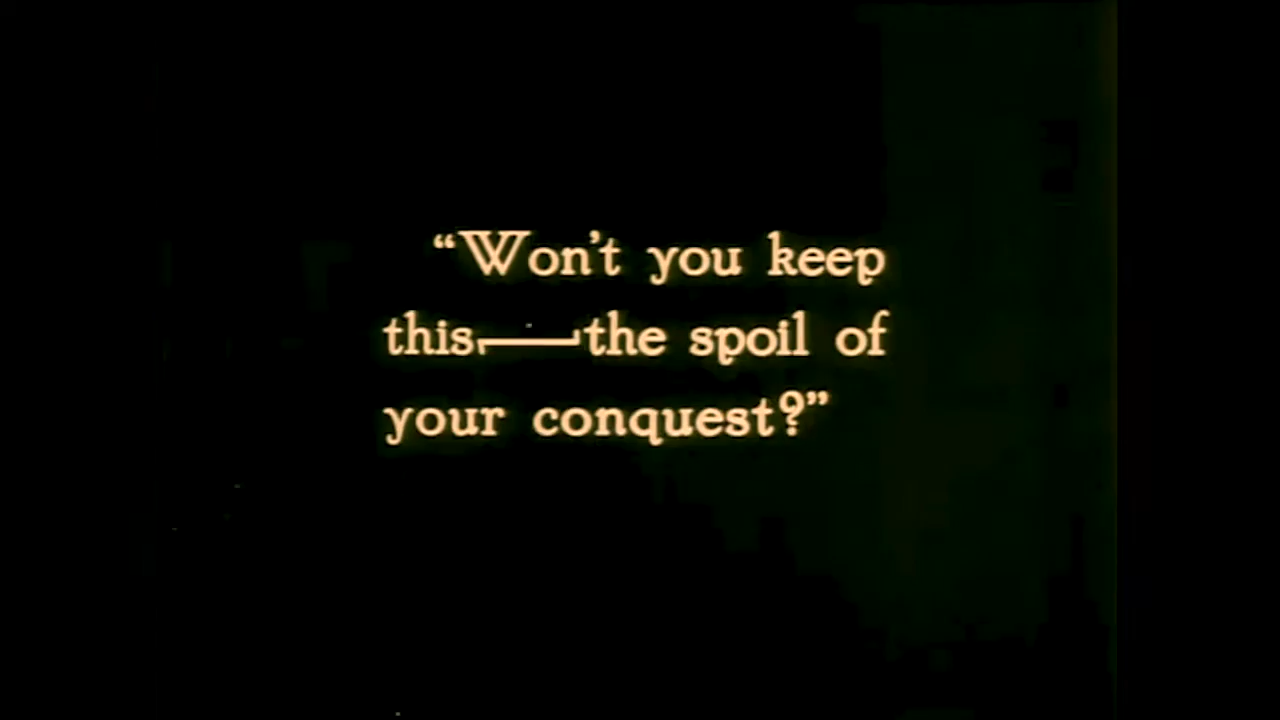 “Won’t you keep
this——the spoil of
your conquest?”